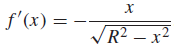 f′(x) = − x / √(R² − x²)